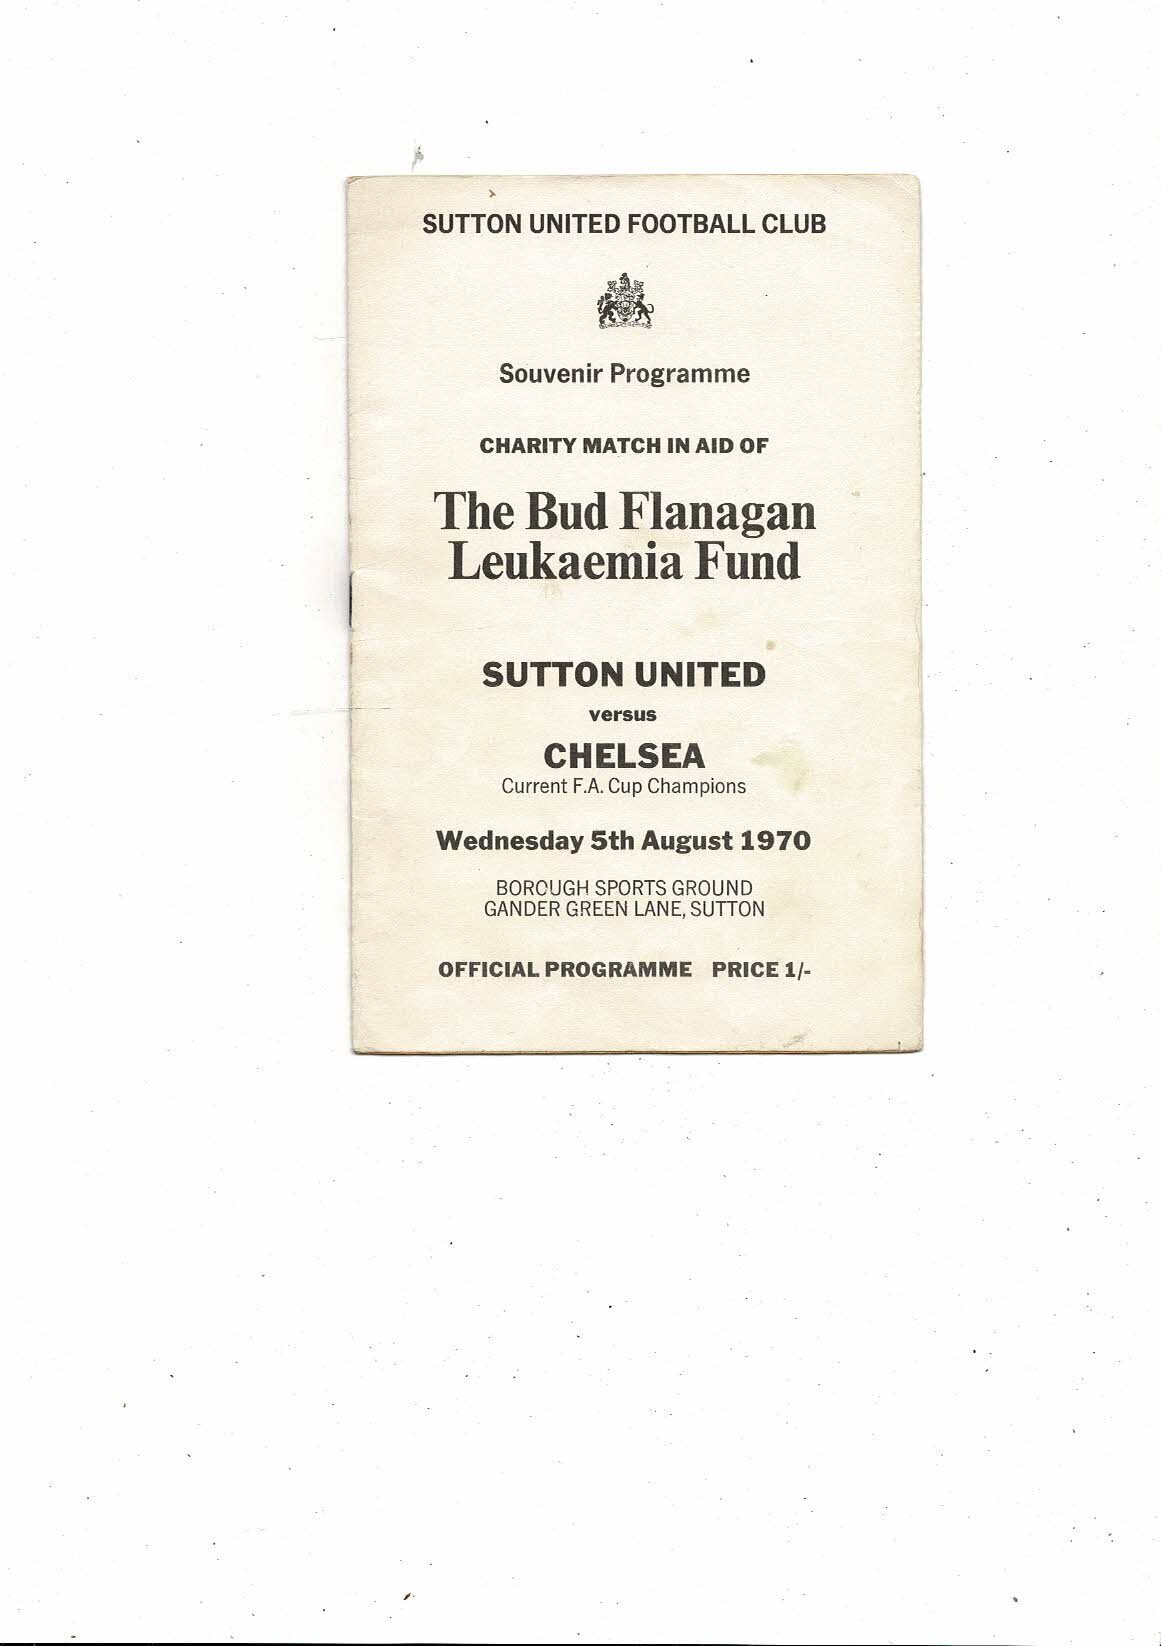 SUTTON UNITED FOOTBALL CLUB
Souvenir Programme
CHARITY MATCH IN AID OF
The Bud Flanagan
Leukaemia Fund
SUTTON UNITED
versus
CHELSEA
Current F.A. Cup Champions
Wednesday 5th August 1970
BOROUGH SPORTS GROUND
GANDER GREEN LANE, SUTTON
OFFICIAL PROGRAMME PRICE 1/-